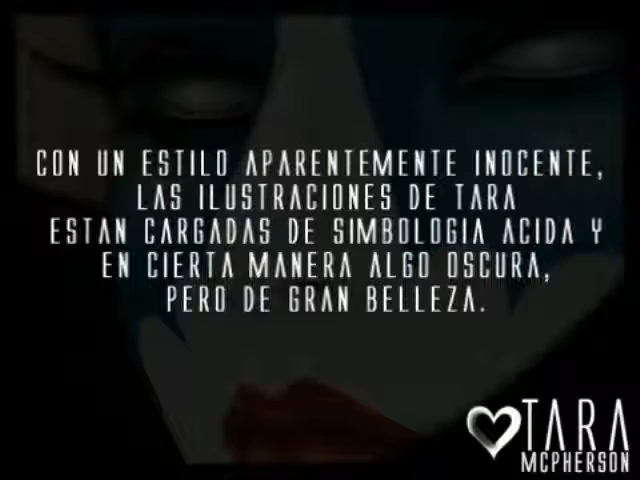 CON UN ESTILO APARENTEMENTE INOCENTE,
LAS ILUSTRACIONES DE TARA
ESTAN CARGADAS DE SIMBOLOGIA ACIDA Y
EN CIERTA MANERA ALGO OSCURA,
PERO DE GRAN BELLEZA.
TARA
MCPHERSON